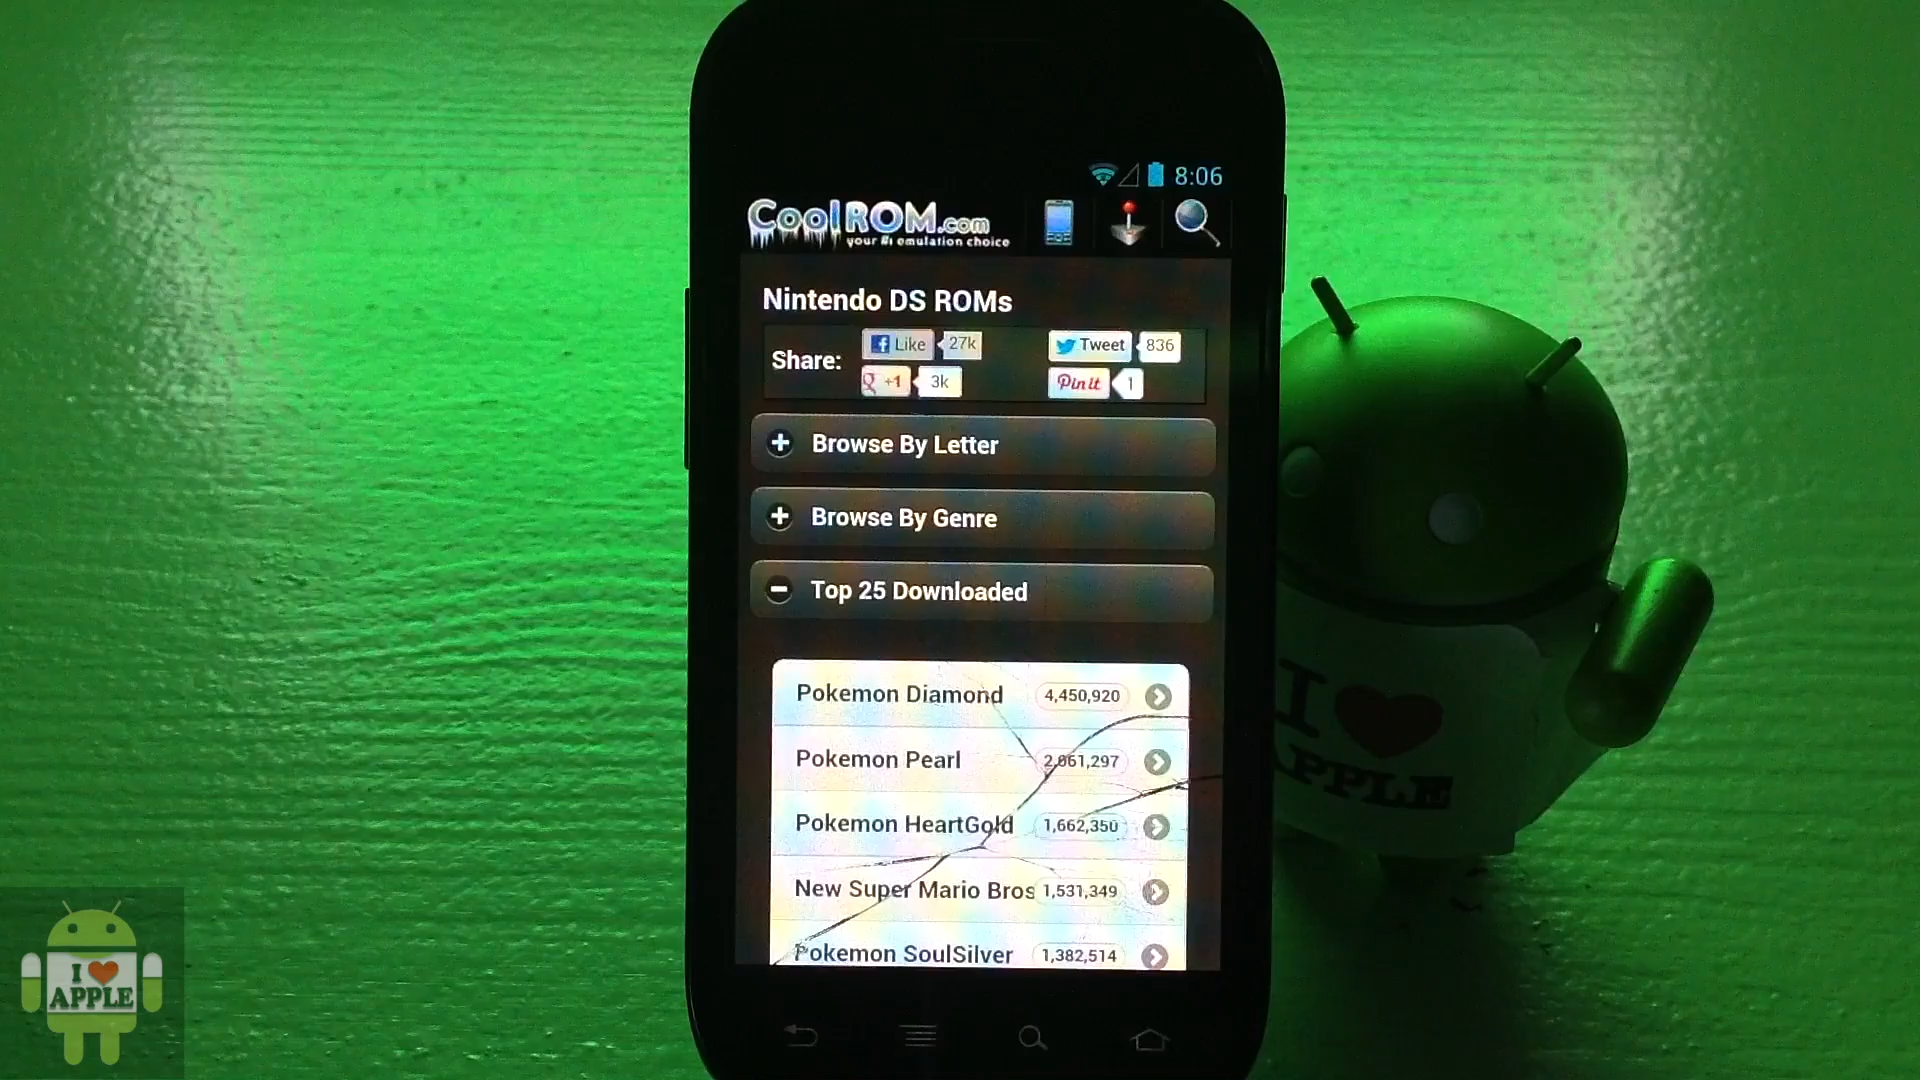 8:06
CoolROM.com
your #1 emulation choice
Nintendo DS ROMs
Share:
Like 27k
Tweet 836
+1 3k
Pin it 1
Browse By Letter
Browse By Genre
Top 25 Downloaded
Pokemon Diamond 4,450,920
Pokemon Pearl 2,061,297
Pokemon HeartGold 1,662,350
New Super Mario Bros 1,531,349
Pokemon SoulSilver 1,382,514
I
APPLE
I
APPLE